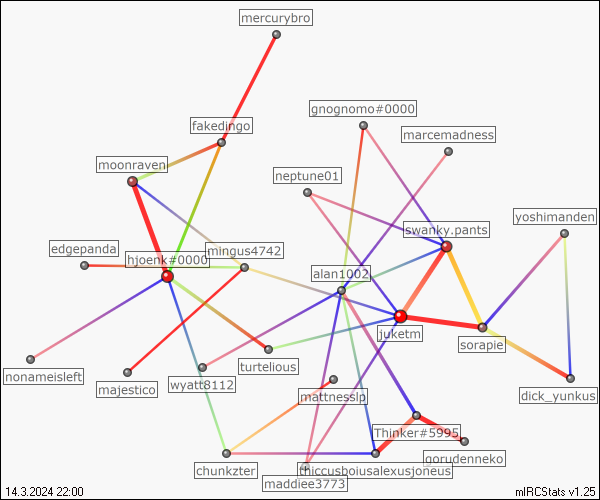 mercurybro
gnognomo#0000
fakedingo
marcemadness
moonraven
neptune01
yoshimanden
swanky.pants
edgepanda
mingus4742
hjoenk#0000
alan1002
juketm
sorapie
turtelious
nonameisleft
majestico
wyatt8112
mattnesslp
dick_yunkus
Thinker#5995
gorudenneko
chunkzter
thiccusboiusalexusjoneus
maddiee3773
14.3.2024 22:00
mIRCStats v1.25